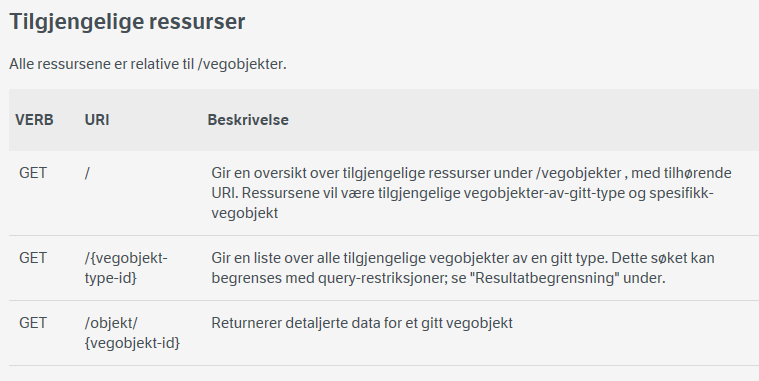 Tilgjengelige ressurser
Alle ressursene er relative til /vegobjekter.
VERB URI Beskrivelse
GET / Gir en oversikt over tilgjengelige ressurser under /vegobjekter , med tilhørende
URI. Ressursene vil være tilgjengelige vegobjekter-av-gitt-type og spesifikk-
vegobjekt
GET /{vegobjekt- Gir en liste over alle tilgjengelige vegobjekter av en gitt type. Dette søket kan
type-id} begrenses med query-restriksjoner; se "Resultatbegrensning" under.
GET /objekt/ Returnerer detaljerte data for et gitt vegobjekt
{vegobjekt-id}